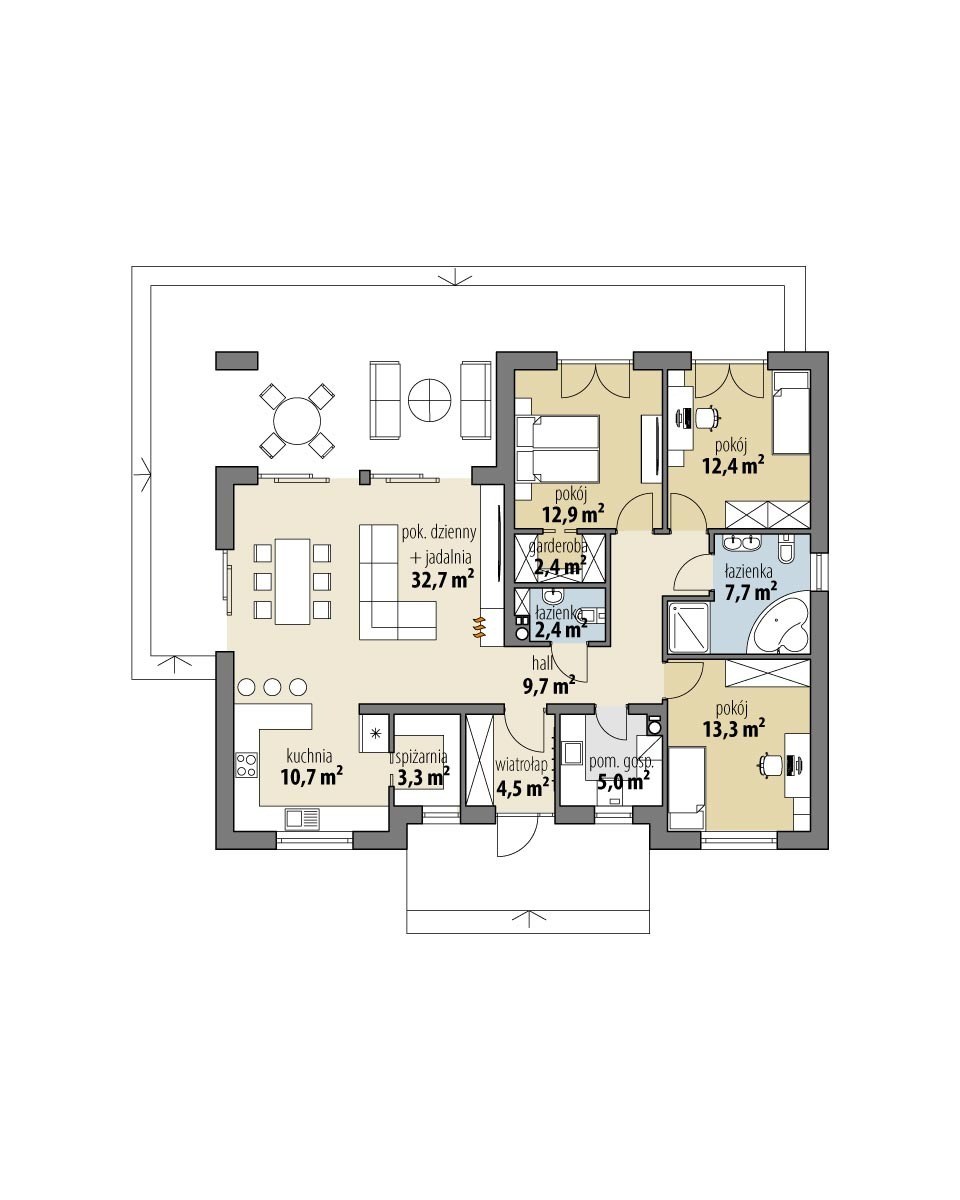 pokój
12,4 m²
pokój
12,9 m²
pok. dzienny
+ jadalnia
32,7 m²
garderoba
2,4 m²
łazienka
7,7 m²
łazienka
2,4 m²
hall
9,7 m²
pokój
13,3 m²
kuchnia
10,7 m²
spiżarnia
3,3 m²
wiatrołap
4,5 m²
pom. gosp.
5,0 m²